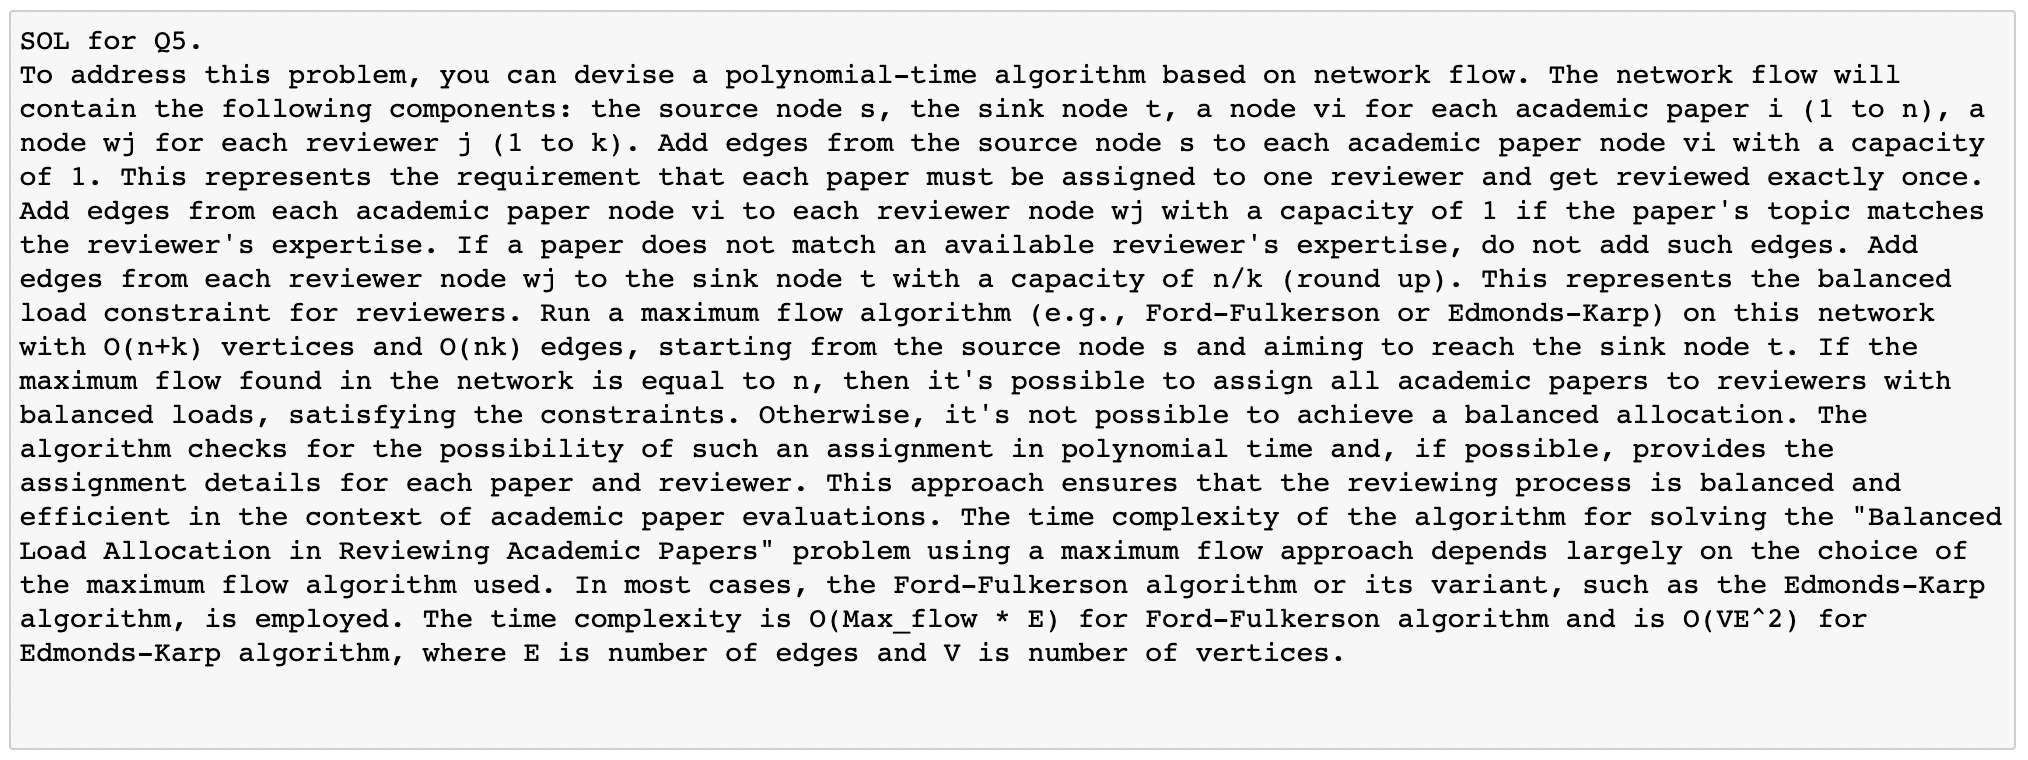 SOL for Q5.
To address this problem, you can devise a polynomial-time algorithm based on network flow. The network flow will
contain the following components: the source node s, the sink node t, a node vi for each academic paper i (1 to n), a
node wj for each reviewer j (1 to k). Add edges from the source node s to each academic paper node vi with a capacity
of 1. This represents the requirement that each paper must be assigned to one reviewer and get reviewed exactly once.
Add edges from each academic paper node vi to each reviewer node wj with a capacity of 1 if the paper's topic matches
the reviewer's expertise. If a paper does not match an available reviewer's expertise, do not add such edges. Add
edges from each reviewer node wj to the sink node t with a capacity of n/k (round up). This represents the balanced
load constraint for reviewers. Run a maximum flow algorithm (e.g., Ford-Fulkerson or Edmonds-Karp) on this network
with O(n+k) vertices and O(nk) edges, starting from the source node s and aiming to reach the sink node t. If the
maximum flow found in the network is equal to n, then it's possible to assign all academic papers to reviewers with
balanced loads, satisfying the constraints. Otherwise, it's not possible to achieve a balanced allocation. The
algorithm checks for the possibility of such an assignment in polynomial time and, if possible, provides the
assignment details for each paper and reviewer. This approach ensures that the reviewing process is balanced and
efficient in the context of academic paper evaluations. The time complexity of the algorithm for solving the "Balanced
Load Allocation in Reviewing Academic Papers" problem using a maximum flow approach depends largely on the choice of
the maximum flow algorithm used. In most cases, the Ford-Fulkerson algorithm or its variant, such as the Edmonds-Karp
algorithm, is employed. The time complexity is O(Max_flow * E) for Ford-Fulkerson algorithm and is O(VE^2) for
Edmonds-Karp algorithm, where E is number of edges and V is number of vertices.